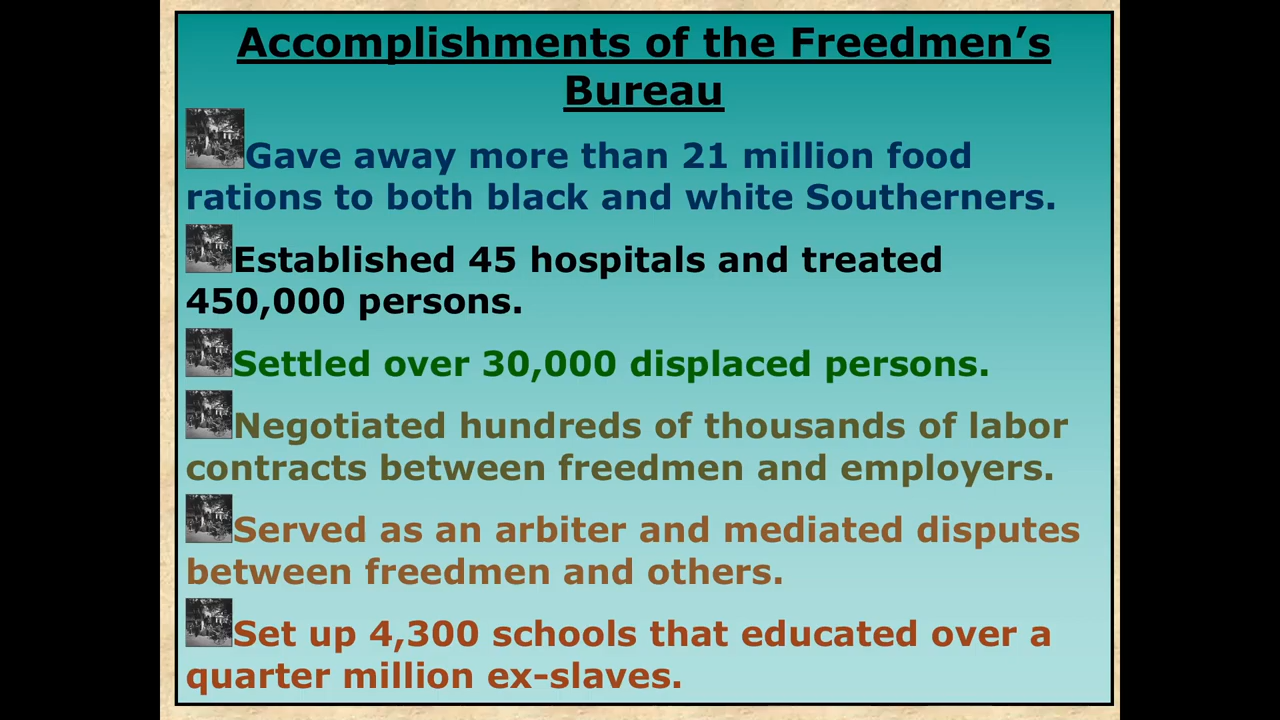 Accomplishments of the Freedmen’s
Bureau
Gave away more than 21 million food
rations to both black and white Southerners.
Established 45 hospitals and treated
450,000 persons.
Settled over 30,000 displaced persons.
Negotiated hundreds of thousands of labor
contracts between freedmen and employers.
Served as an arbiter and mediated disputes
between freedmen and others.
Set up 4,300 schools that educated over a
quarter million ex-slaves.